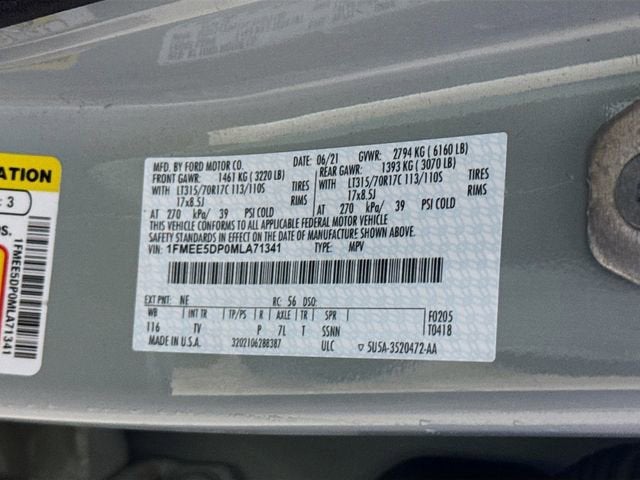 ATION
: 3
DS.
1FMEE5DP0MLA71341
MFD. BY FORD MOTOR CO. DATE: 06/21 GVWR: 2794 KG ( 6160 LB)
FRONT GAWR: 1461 KG ( 3220 LB) REAR GAWR: 1393 KG ( 3070 LB)
WITH LT315/70R17C 113/110S TIRES WITH LT315/70R17C 113/110S TIRES
17x8.5J RIMS 17x8.5J RIMS
AT 270 kPa/ 39 PSI COLD AT 270 kPa/ 39 PSI COLD
THIS VEHICLE CONFORMS TO ALL APPLICABLE FEDERAL MOTOR VEHICLE
SAFETY STANDARDS IN EFFECT ON THE DATE OF MANUFACTURE SHOWN ABOVE.
VIN: 1FMEE5DP0MLA71341 TYPE: MPV
EXT PNT: NE RC: 56 DSO:
WB INT TR TP/PS R AXLE TR SPR F0205
116 TV P 7L T SSNN T0418
MADE IN U.S.A. 3202106288387 ULC ▽ 5U5A-3520472-AA